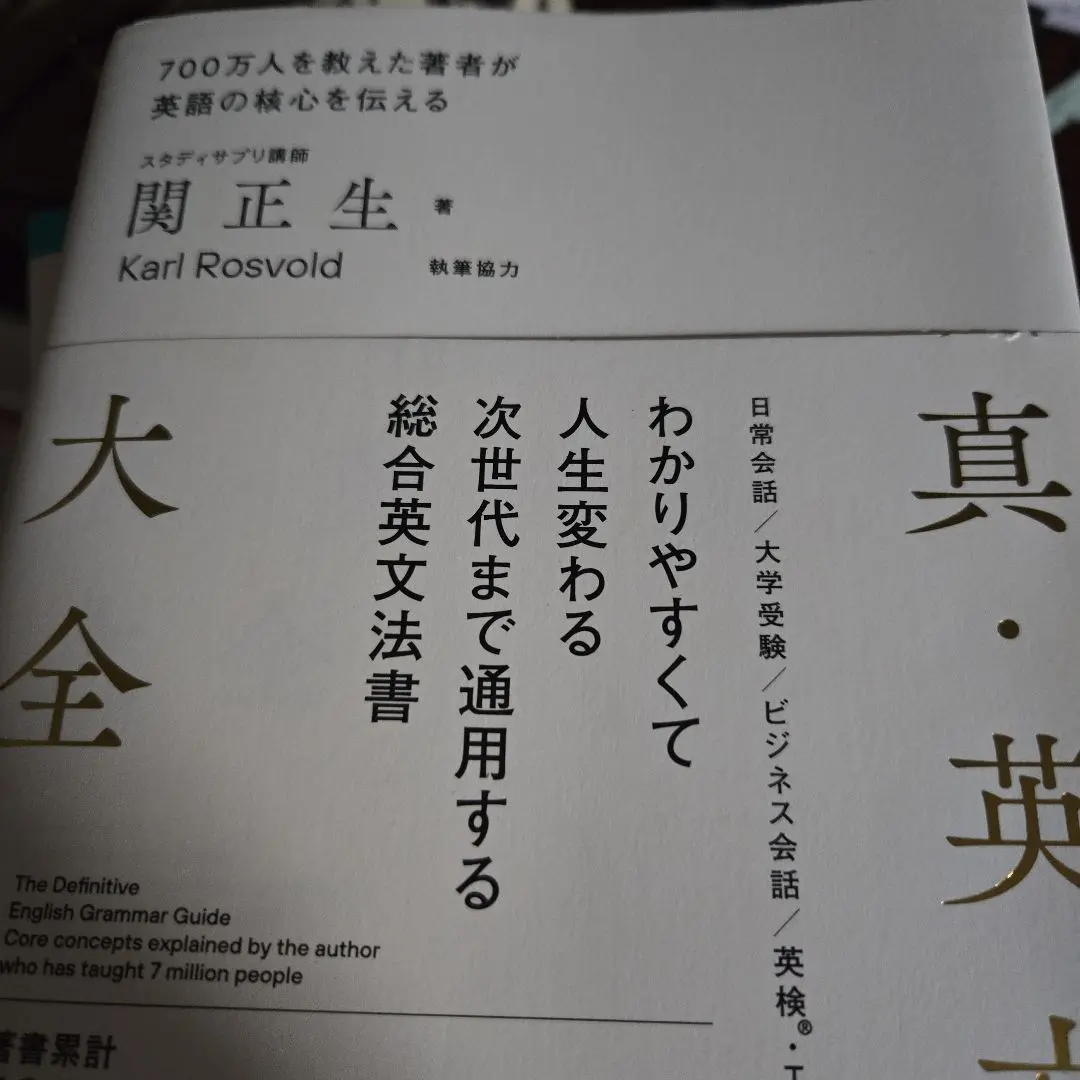 700万人を教えた著者が
英語の核心を伝える
スタディサプリ講師
関 正 生 著
Karl Rosvold 執筆協力
真・英
日常会話／大学受験／ビジネス会話／英検®・
わかりやすくて
人生変わる
次世代まで通用する
総合英文法書
大全
The Definitive
English Grammar Guide
Core concepts explained by the author
who has taught 7 million people
著書累計